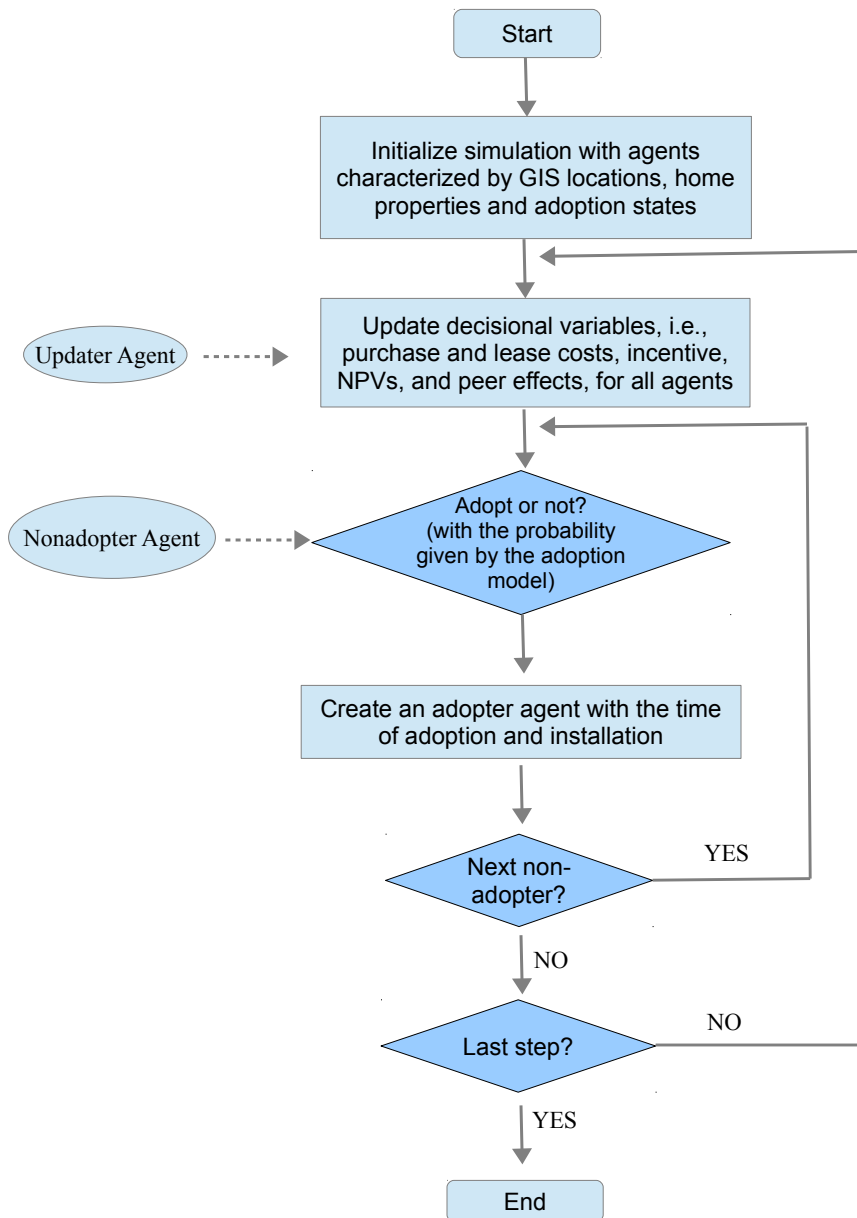 Start
Initialize simulation with agents
characterized by GIS locations, home
properties and adoption states
Update decisional variables, i.e.,
purchase and lease costs, incentive,
NPVs, and peer effects, for all agents
Updater Agent
Adopt or not?
(with the probability
given by the adoption
model)
Nonadopter Agent
Create an adopter agent with the time
of adoption and installation
Next non-
adopter?
YES
NO
Last step?
NO
YES
End